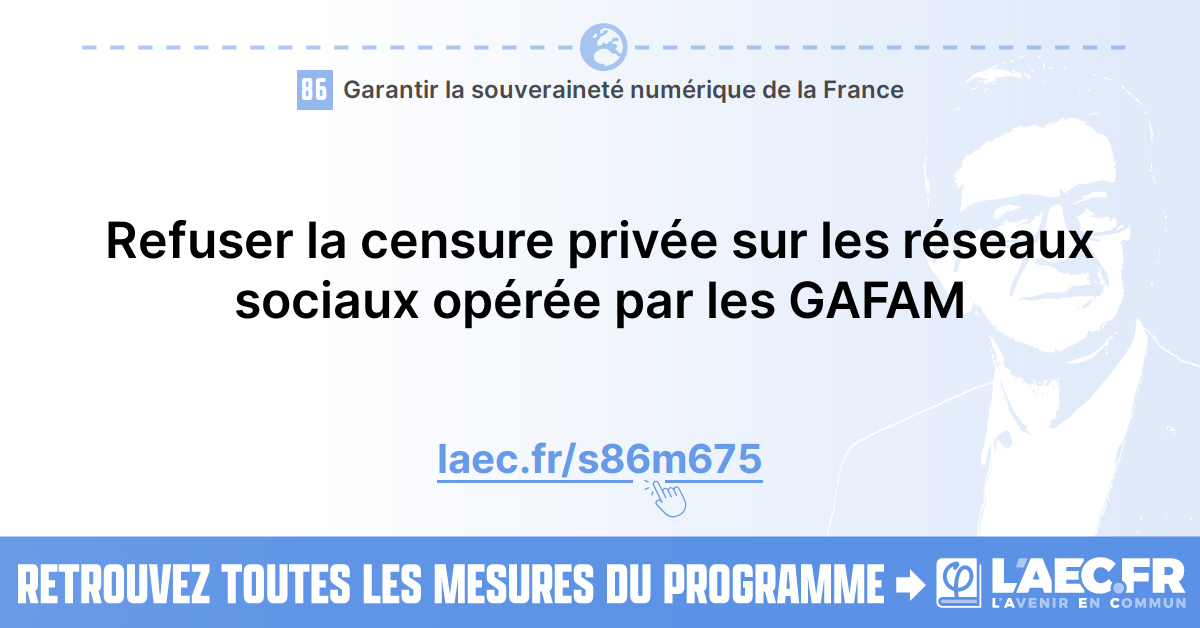 86 Garantir la souveraineté numérique de la France
Refuser la censure privée sur les réseaux
sociaux opérée par les GAFAM
laec.fr/s86m675
RETROUVEZ TOUTES LES MESURES DU PROGRAMME
L'AEC.FR
L'AVENIR EN COMMUN